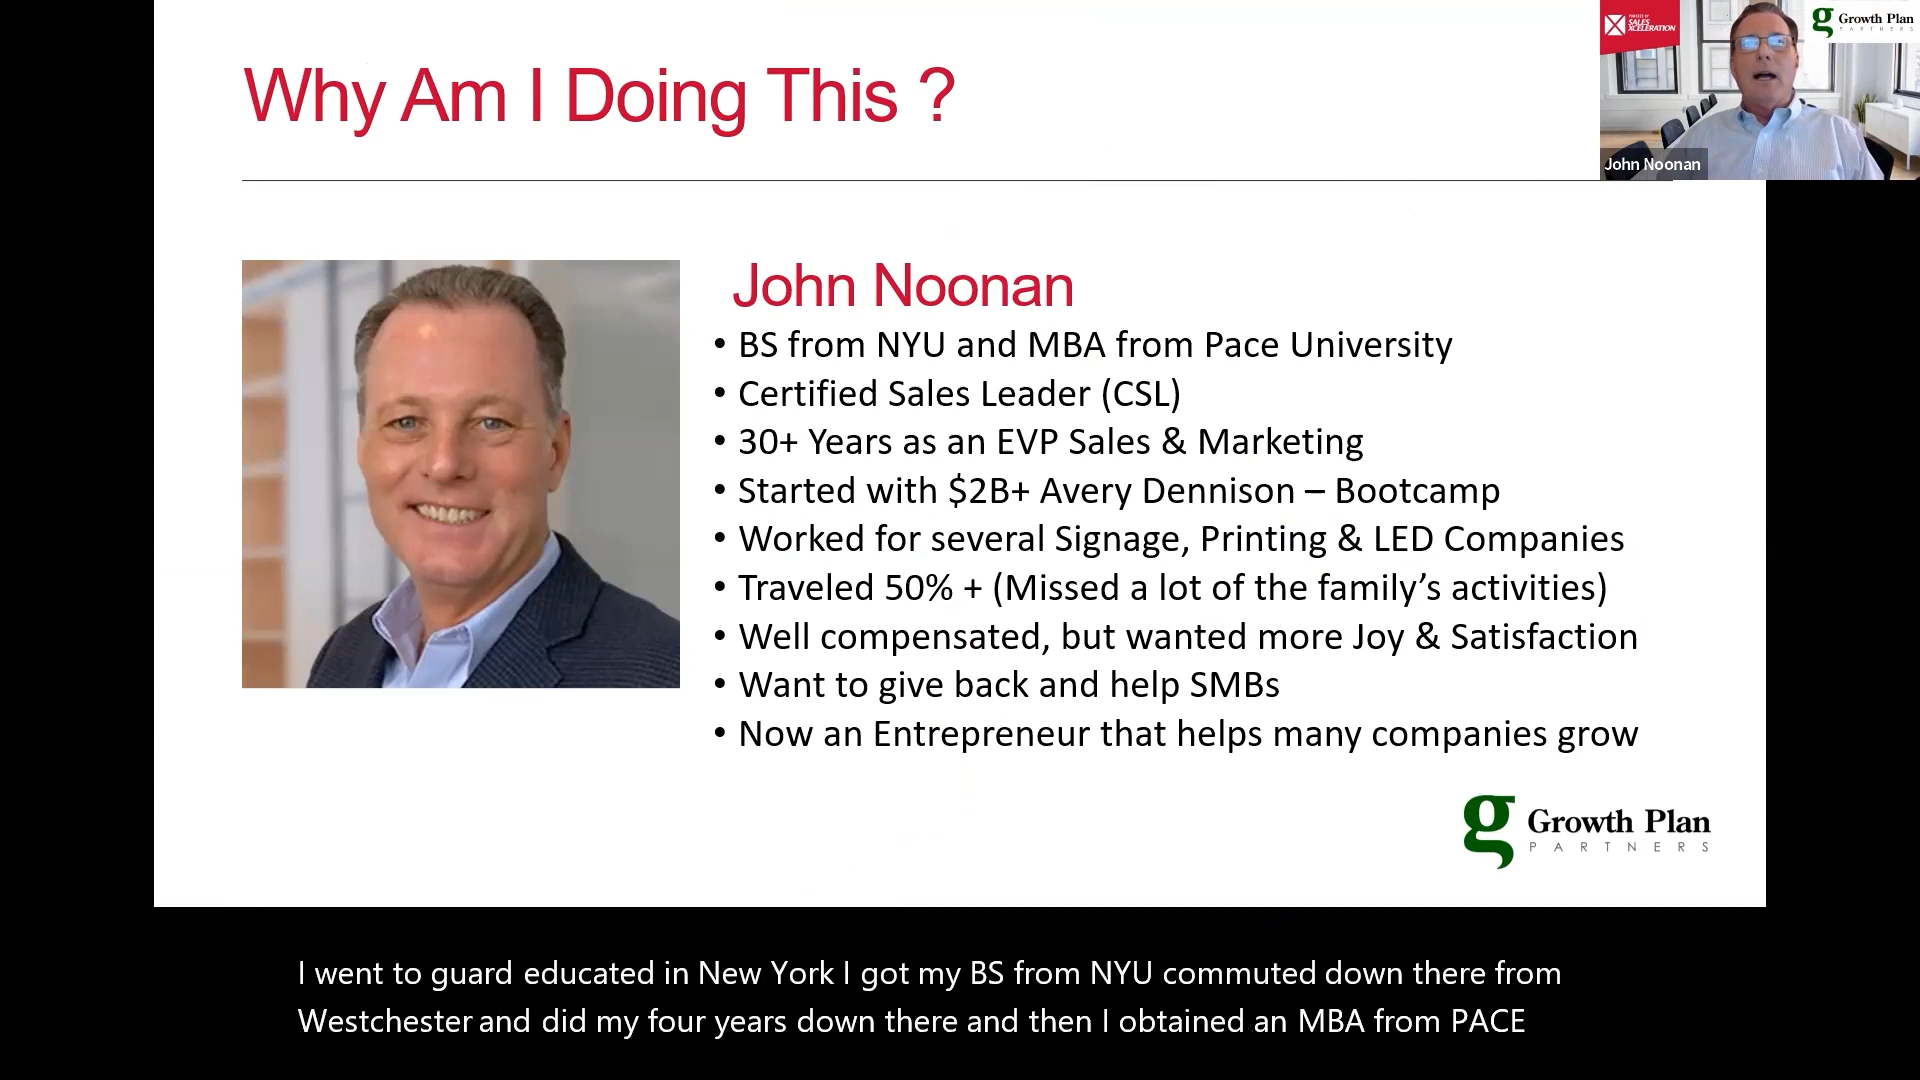 Why Am I Doing This ?
POWERED BY
SALES
XCELERATION
Growth Plan
PARTNERS
John Noonan
John Noonan
• BS from NYU and MBA from Pace University
• Certified Sales Leader (CSL)
• 30+ Years as an EVP Sales & Marketing
• Started with $2B+ Avery Dennison – Bootcamp
• Worked for several Signage, Printing & LED Companies
• Traveled 50% + (Missed a lot of the family’s activities)
• Well compensated, but wanted more Joy & Satisfaction
• Want to give back and help SMBs
• Now an Entrepreneur that helps many companies grow
g Growth Plan
PARTNERS
I went to guard educated in New York I got my BS from NYU commuted down there from
Westchester and did my four years down there and then I obtained an MBA from PACE